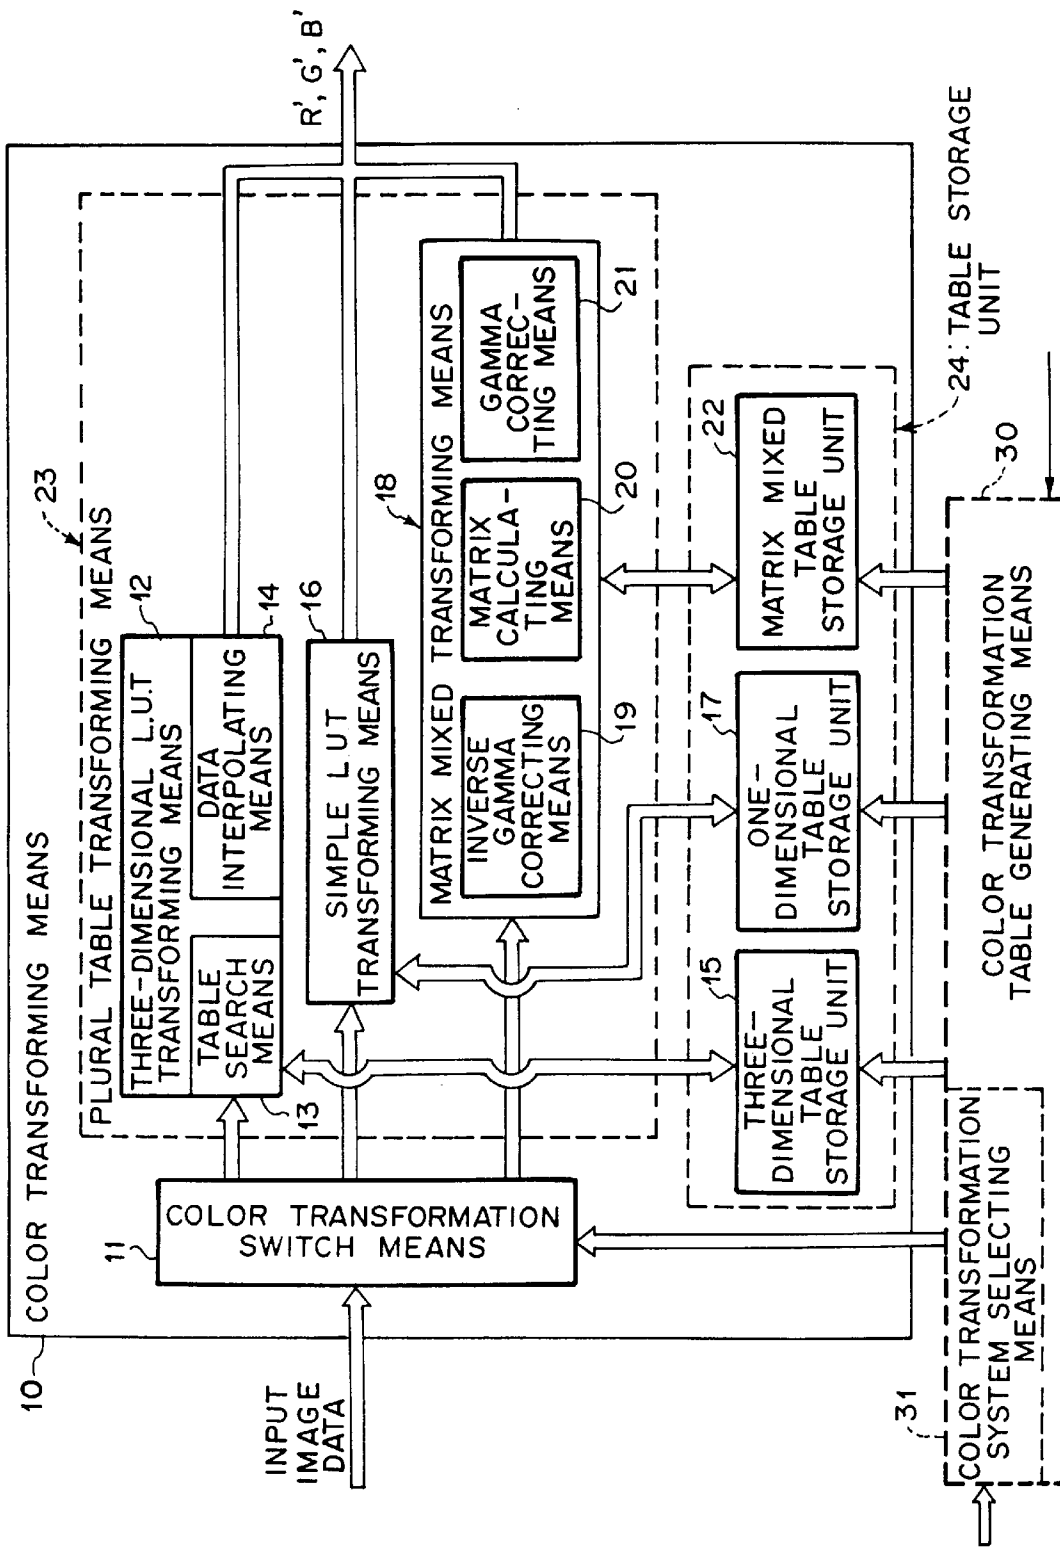 10
COLOR TRANSFORMING MEANS
23
PLURAL TABLE TRANSFORMING MEANS
12
THREE-DIMENSIONAL L.U.T
TRANSFORMING MEANS
TABLE
SEARCH
MEANS
13
DATA
INTERPOLATING
MEANS
14
R', G', B'
INPUT
IMAGE
DATA
11
COLOR TRANSFORMATION
SWITCH MEANS
16
SIMPLE L.U.T
TRANSFORMING MEANS
18
MATRIX MIXED TRANSFORMING MEANS
INVERSE
GAMMA
CORRECTING
MEANS
19
MATRIX
CALCULA-
TING
MEANS
20
GAMMA
CORREC-
TING MEANS
21
15
THREE-
DIMENSIONAL
TABLE
STORAGE UNIT
17
ONE-
DIMENSIONAL
TABLE
STORAGE UNIT
22
MATRIX MIXED
TABLE
STORAGE UNIT
24: TABLE STORAGE
UNIT
31
COLOR TRANSFORMATION
SYSTEM SELECTING
MEANS
30
COLOR TRANSFORMATION
TABLE GENERATING MEANS